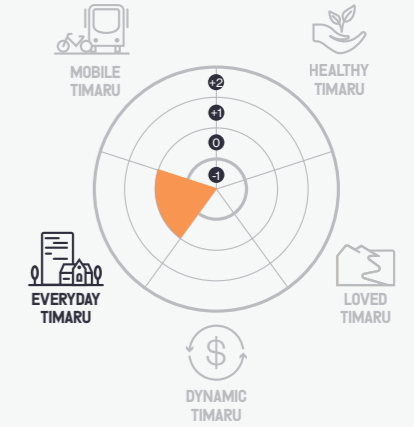 MOBILE
TIMARU
HEALTHY
TIMARU
+2
+1
0
-1
EVERYDAY
TIMARU
LOVED
TIMARU
$
DYNAMIC
TIMARU